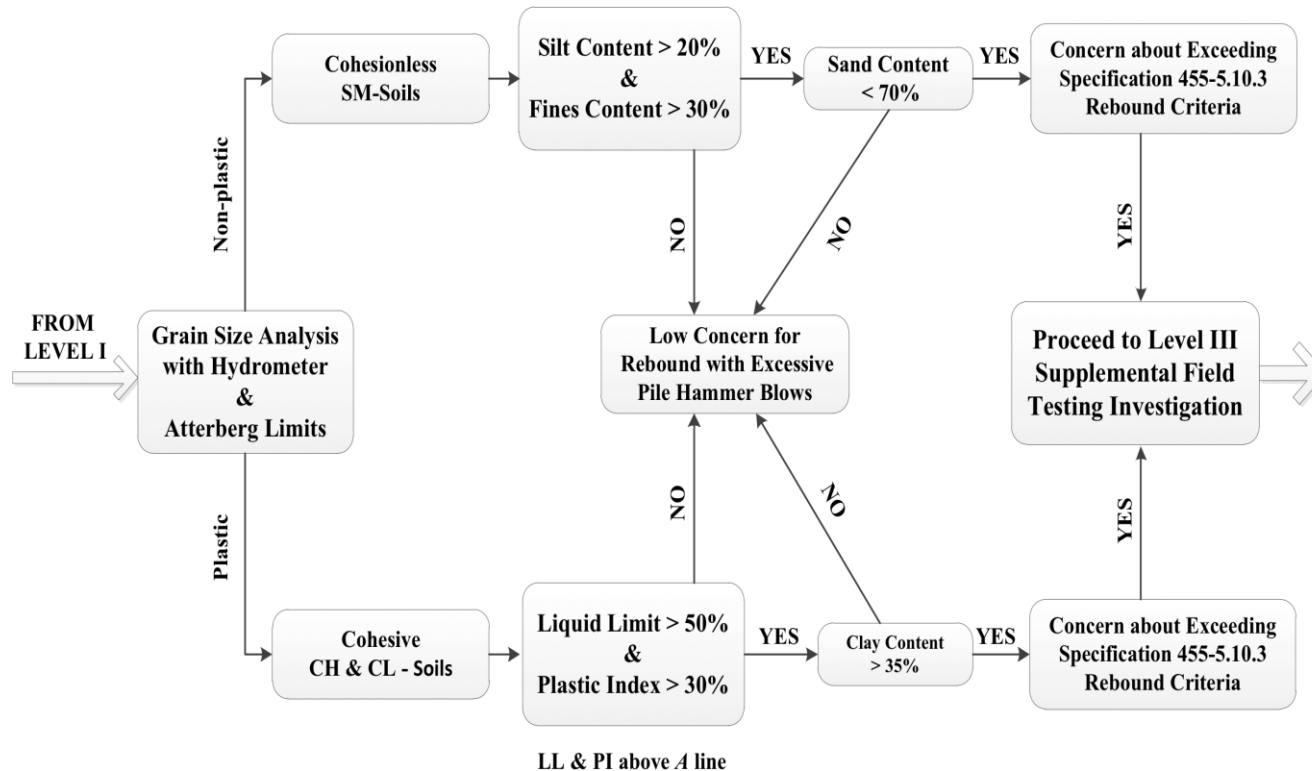 FROM
LEVEL I
Grain Size Analysis
with Hydrometer
&
Atterberg Limits
Non-plastic
Cohesionless
SM-Soils
Silt Content > 20%
&
Fines Content > 30%
YES
Sand Content
< 70%
YES
Concern about Exceeding
Specification 455-5.10.3
Rebound Criteria
NO
NO
YES
Low Concern for
Rebound with Excessive
Pile Hammer Blows
Proceed to Level III
Supplemental Field
Testing Investigation
Plastic
NO
NO
YES
Cohesive
CH & CL - Soils
Liquid Limit > 50%
&
Plastic Index > 30%
YES
Clay Content
> 35%
YES
Concern about Exceeding
Specification 455-5.10.3
Rebound Criteria
LL & PI above A line